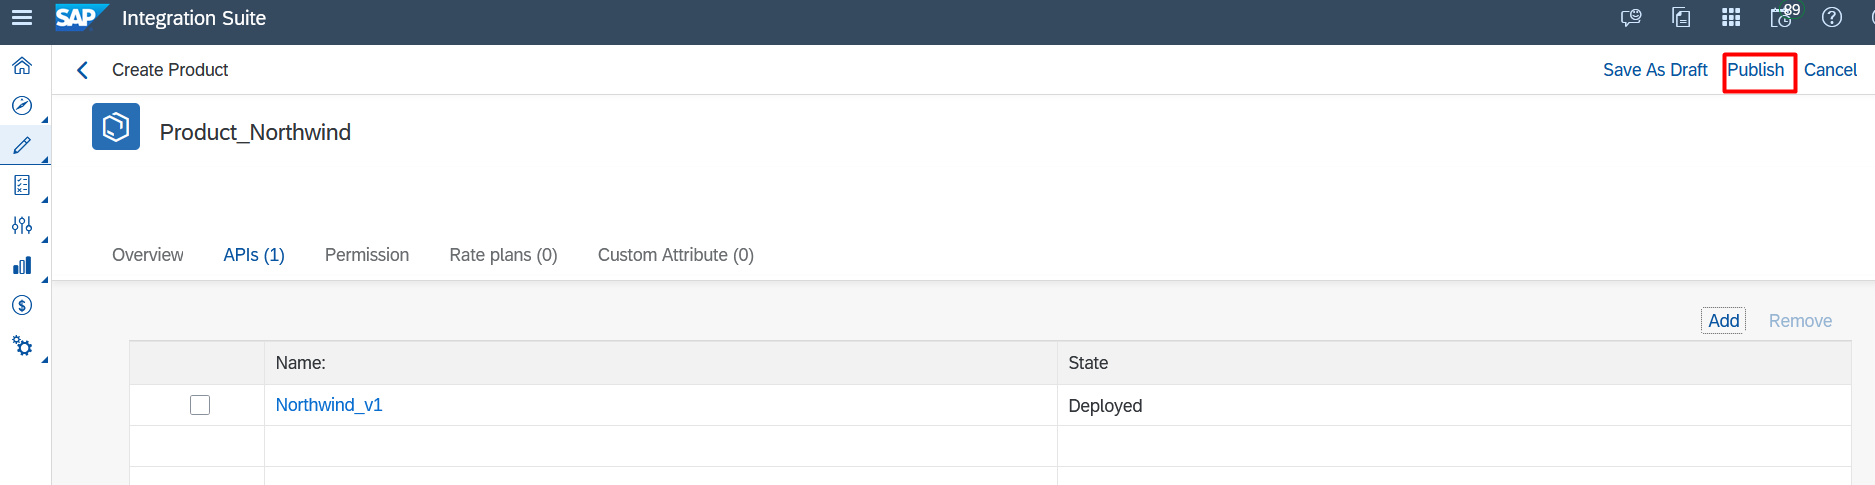 SAP Integration Suite 89
Create Product Save As Draft Publish Cancel
Product_Northwind
Overview APIs (1) Permission Rate plans (0) Custom Attribute (0)
Add Remove
Name: State
Northwind_v1 Deployed